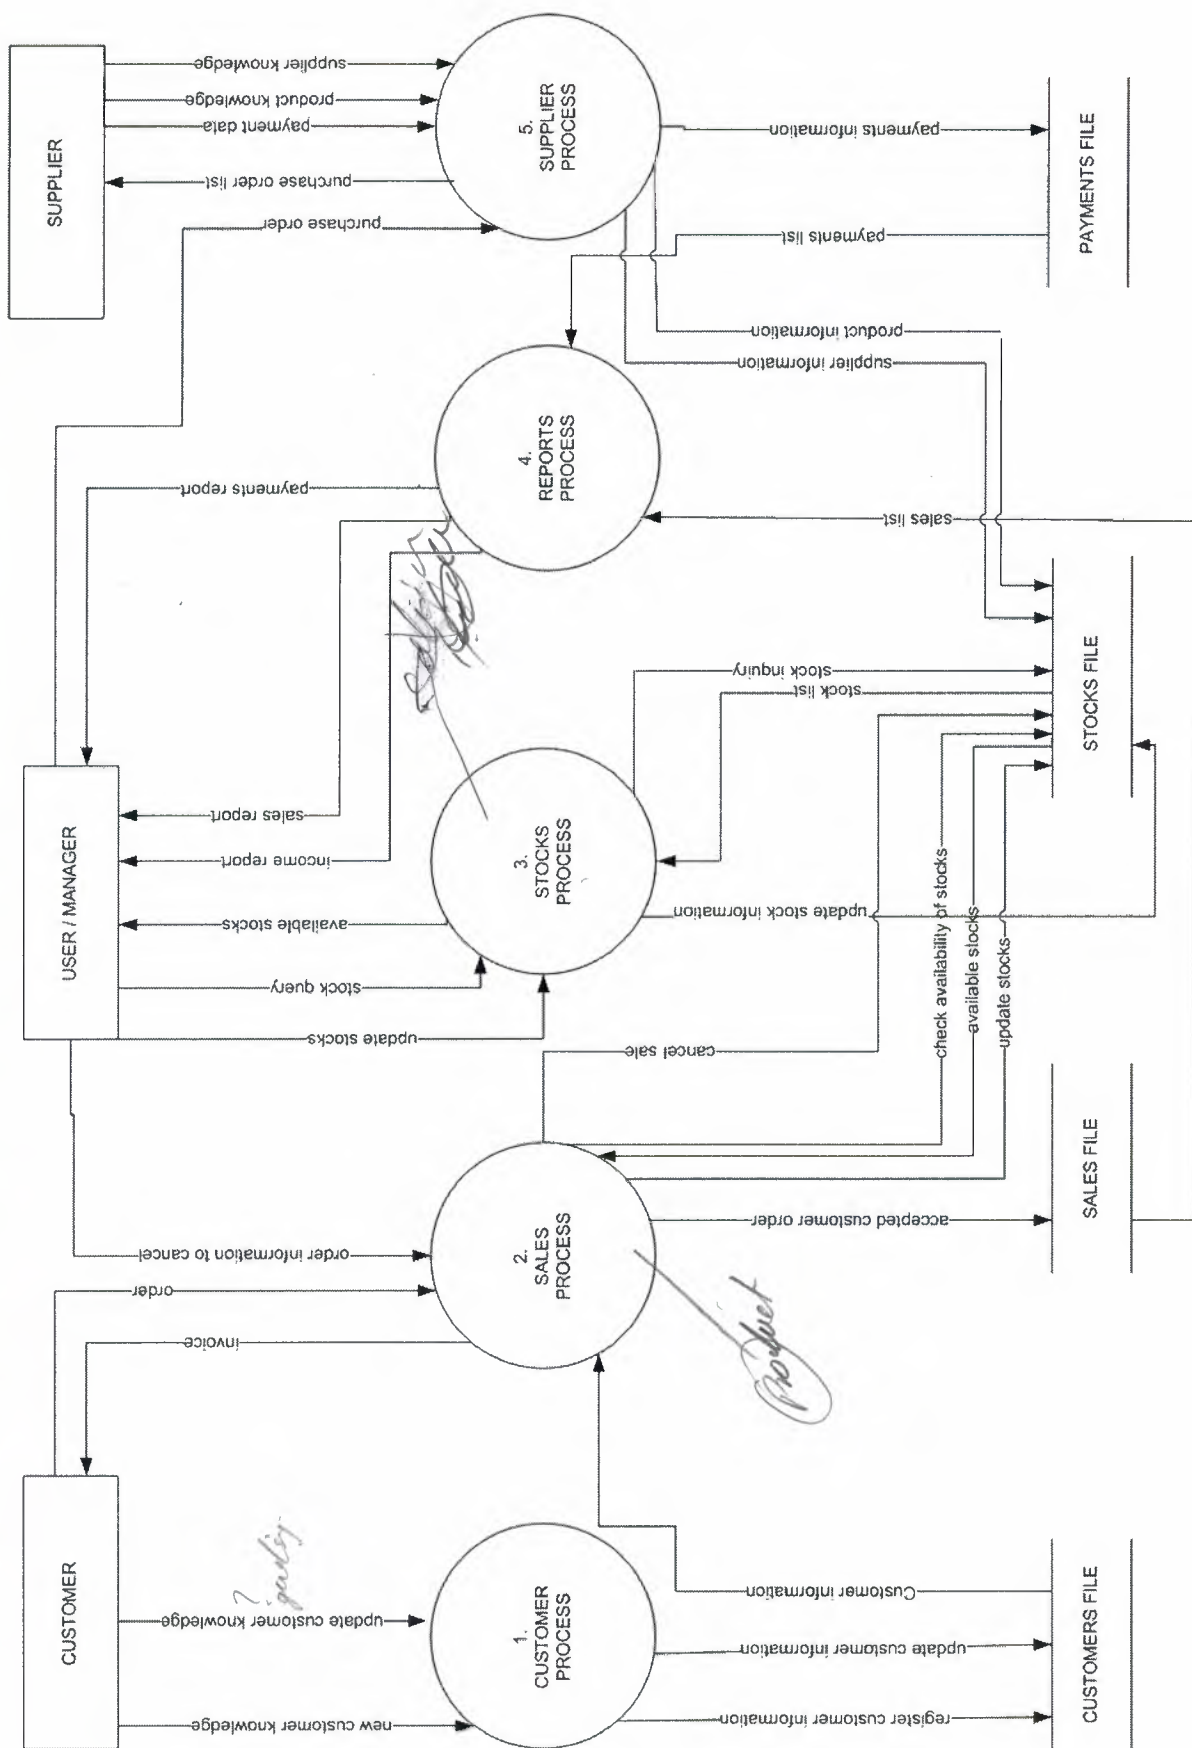 CUSTOMER
USER / MANAGER
SUPPLIER
new customer knowledge
update customer knowledge
invoice
order
order information to cancel
update stocks
stock query
available stocks
income report
sales report
payments report
purchase order
purchase order list
payment data
product knowledge
supplier knowledge
1.
CUSTOMER
PROCESS
2.
SALES
PROCESS
3.
STOCKS
PROCESS
4.
REPORTS
PROCESS
5.
SUPPLIER
PROCESS
Product
register customer information
update customer information
Customer information
accepted customer order
cancel sale
check availability of stocks
available stocks
update stocks
update stock information
stock list
stock inquiry
sales list
supplier information
product information
payments list
payments information
CUSTOMERS FILE
SALES FILE
STOCKS FILE
PAYMENTS FILE